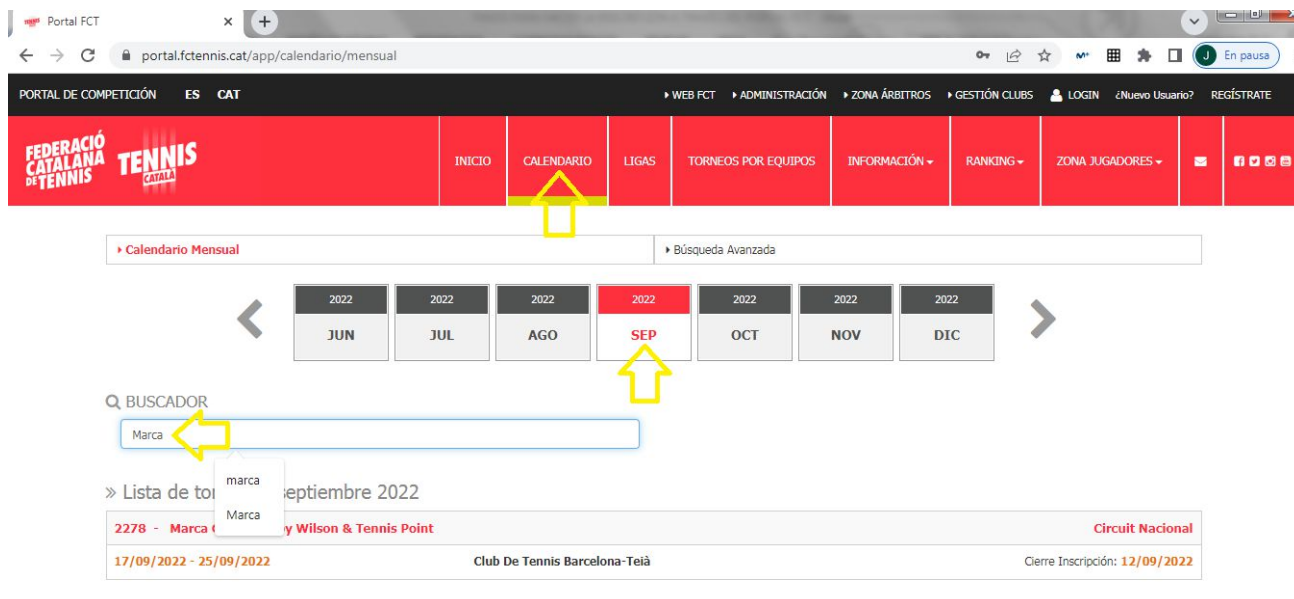 Portal FCT
portal.fctennis.cat/app/calendario/mensual
J En pausa
PORTAL DE COMPETICIÓN ES CAT WEB FCT ADMINISTRACIÓN ZONA ÁRBITROS GESTIÓN CLUBS LOGIN ¿Nuevo Usuario? REGÍSTRATE
FEDERACIÓ
CATALANA
DE TENNIS
TENNIS
CATALÀ
INICIO CALENDARIO LIGAS TORNEOS POR EQUIPOS INFORMACIÓN RANKING ZONA JUGADORES
Calendario Mensual Búsqueda Avanzada
2022 2022 2022 2022 2022 2022 2022
JUN JUL AGO SEP OCT NOV DIC
BUSCADOR
Marca
marca
Marca
» Lista de tor septiembre 2022
2278 - Marca y Wilson & Tennis Point Circuit Nacional
17/09/2022 - 25/09/2022 Club De Tennis Barcelona-Teià Cierre Inscripción: 12/09/2022